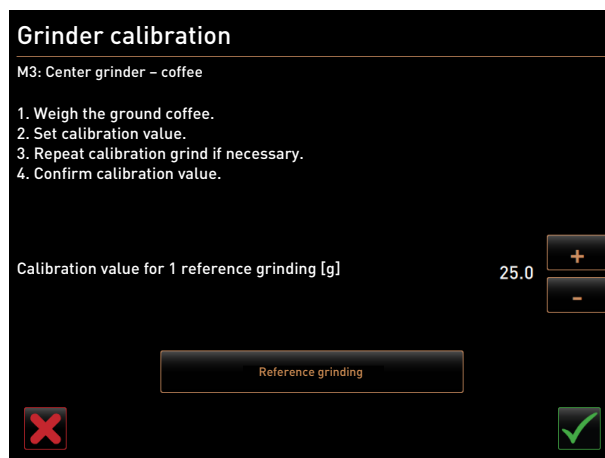 Grinder calibration
M3: Center grinder – coffee
1. Weigh the ground coffee.
2. Set calibration value.
3. Repeat calibration grind if necessary.
4. Confirm calibration value.
+
Calibration value for 1 reference grinding [g] 25.0
-
Reference grinding